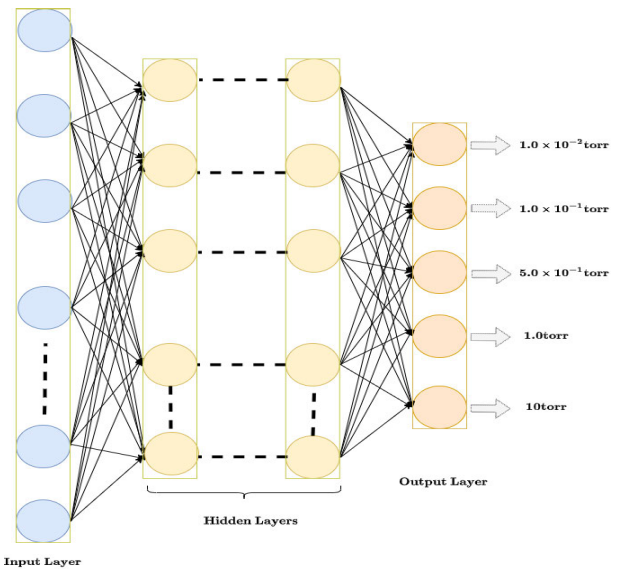 1.0 × 10⁻² torr
1.0 × 10⁻¹ torr
5.0 × 10⁻¹ torr
1.0torr
10torr
Output Layer
Hidden Layers
Input Layer